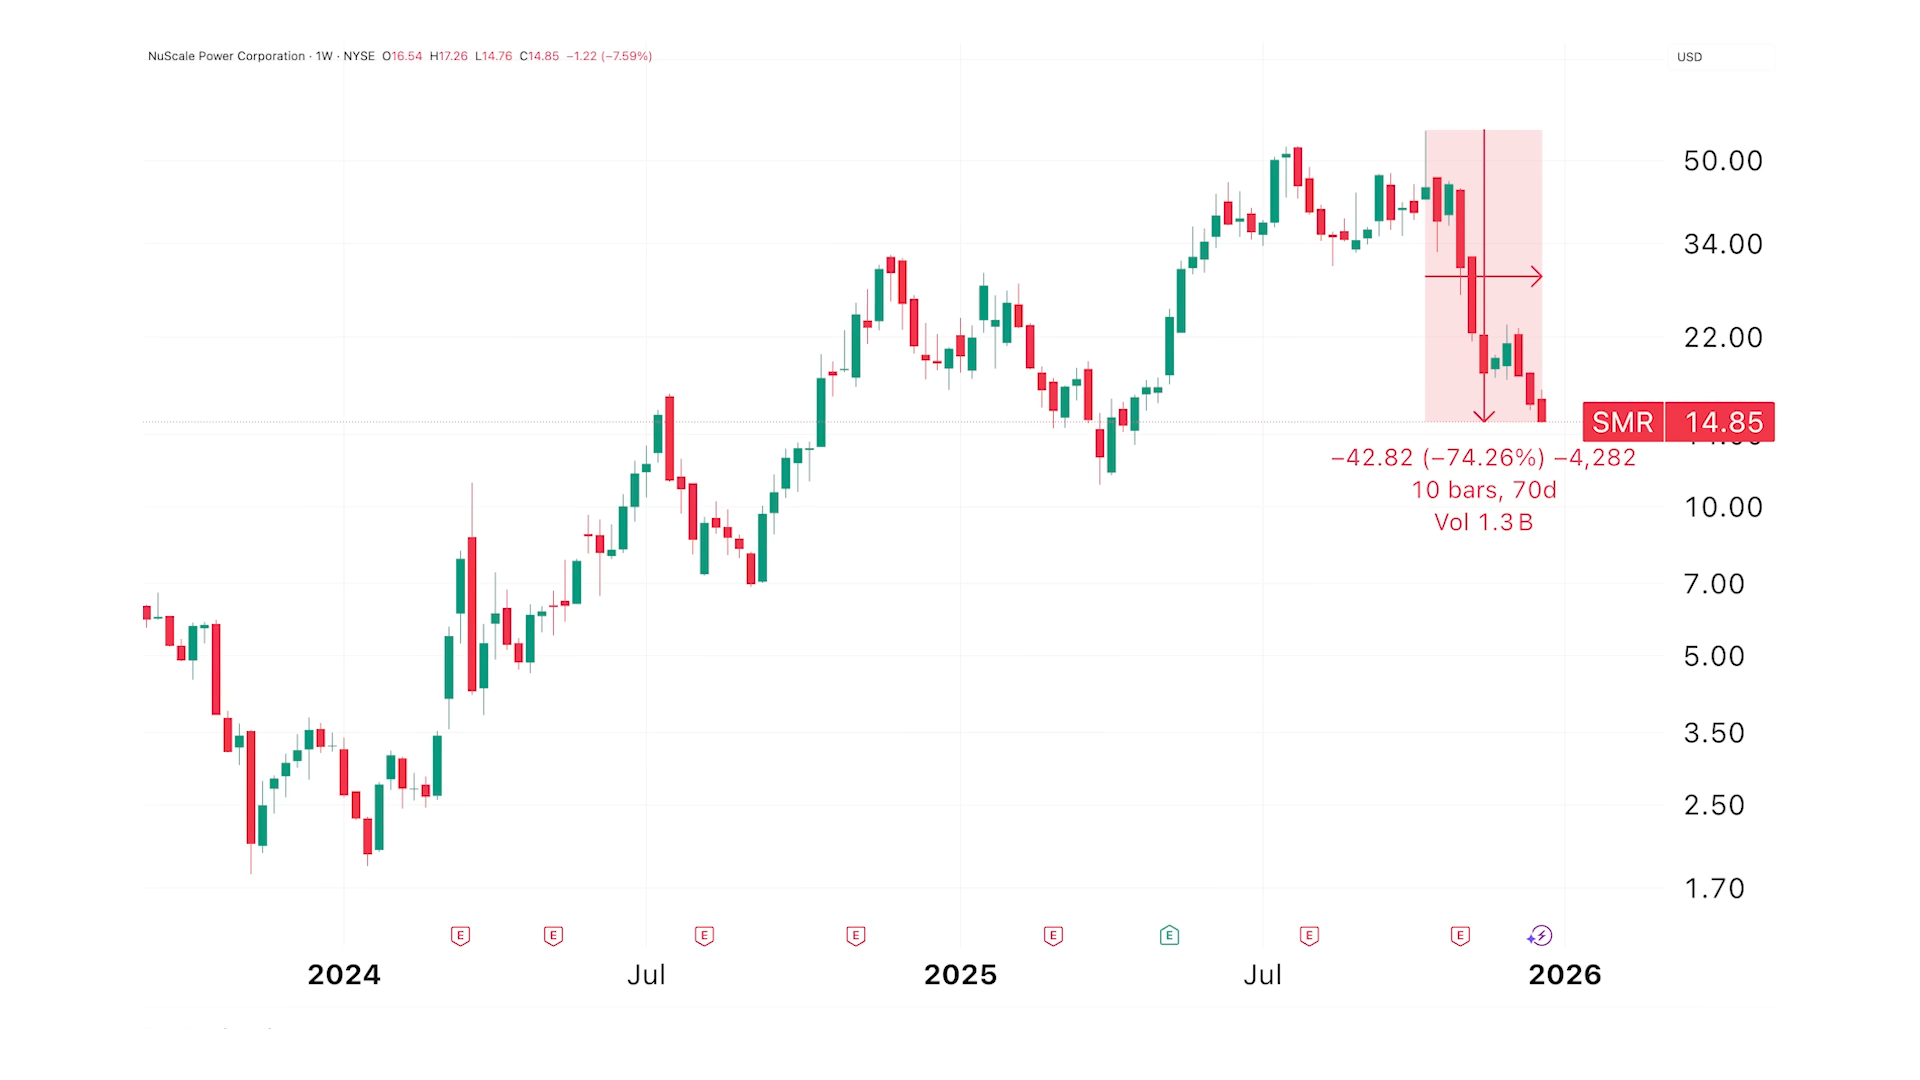 NuScale Power Corporation · 1W · NYSE O16.54 H17.26 L14.76 C14.85 −1.22 (−7.59%)
USD
50.00
34.00
22.00
SMR 14.85
−42.82 (−74.26%) −4,282
10 bars, 70d
Vol 1.3B
10.00
7.00
5.00
3.50
2.50
1.70
E E E E E E E E
2024 Jul 2025 Jul 2026